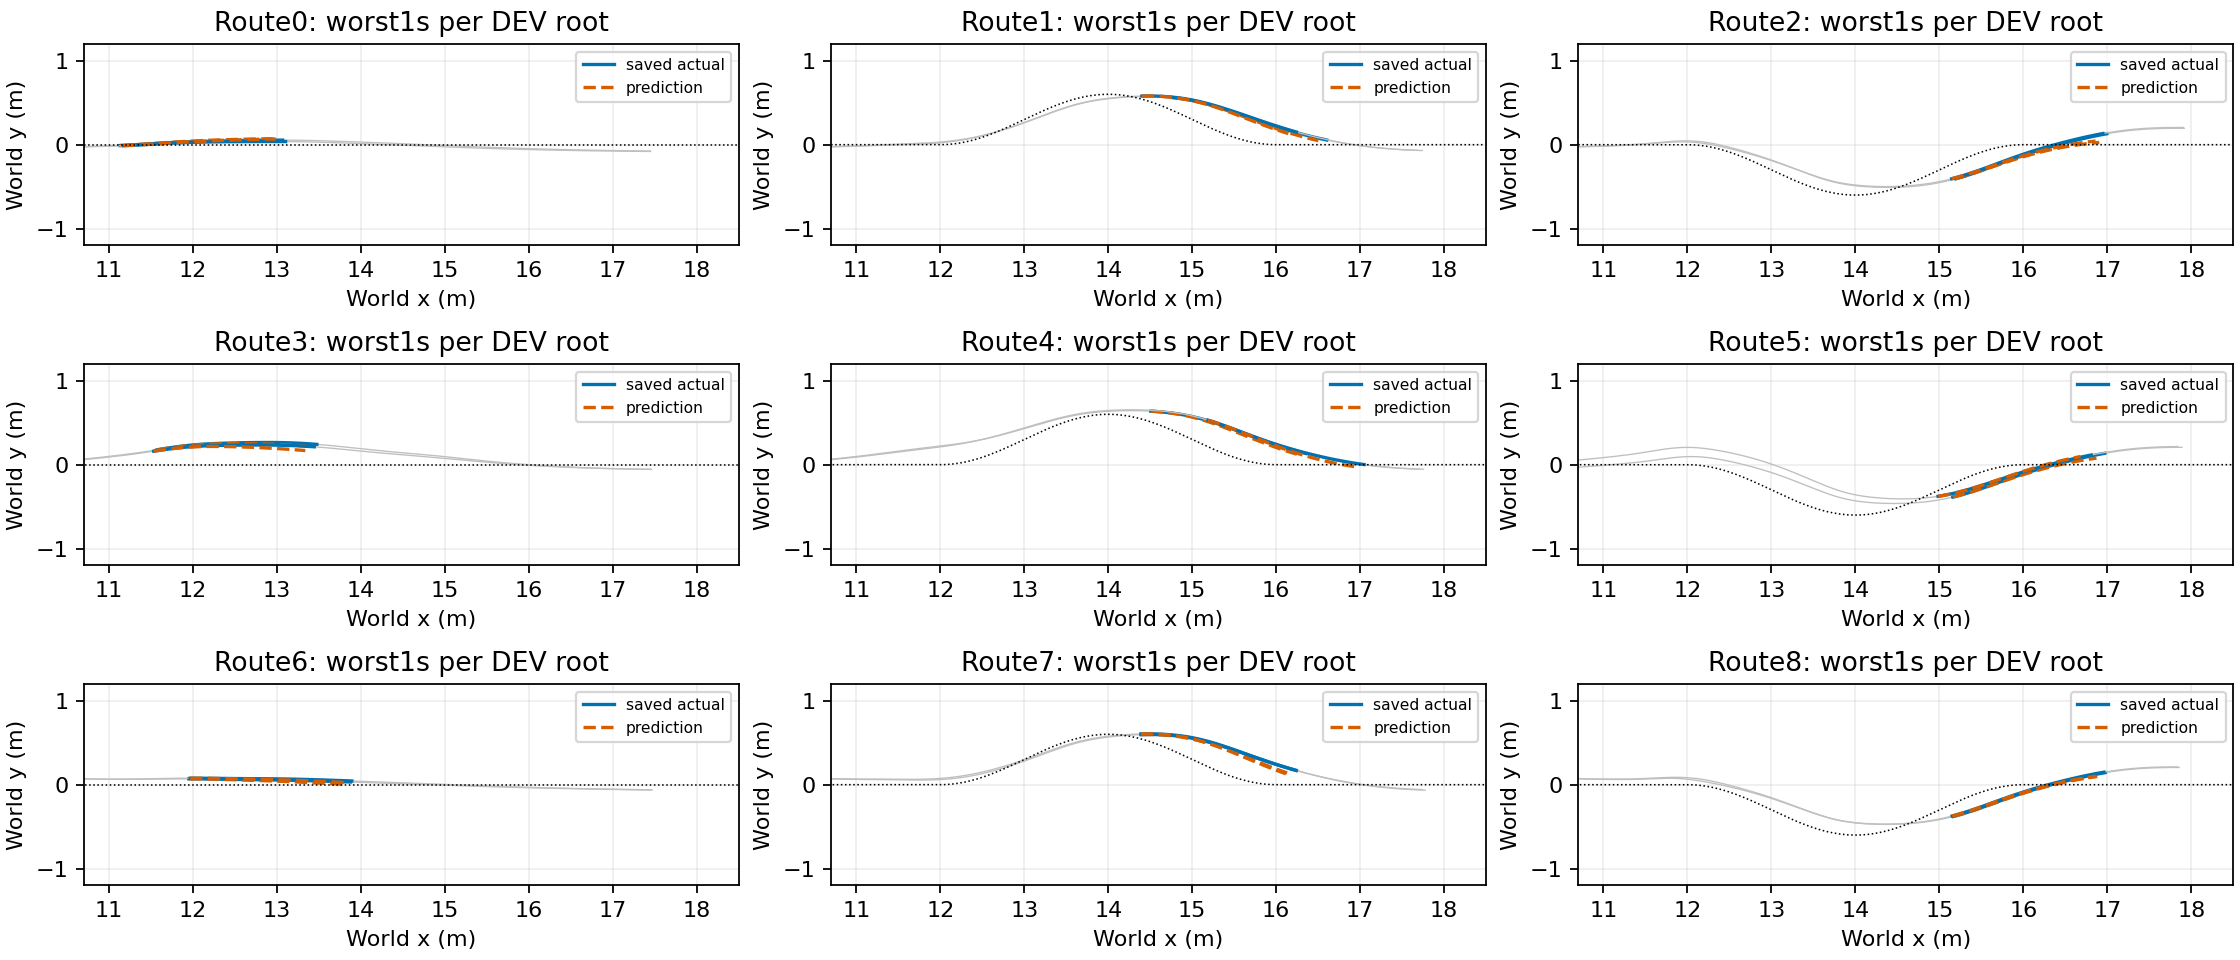 Route0: worst1s per DEV root
World y (m)
1
0
−1
saved actual
prediction
11 12 13 14 15 16 17 18
World x (m)
Route1: worst1s per DEV root
World y (m)
1
0
−1
saved actual
prediction
11 12 13 14 15 16 17 18
World x (m)
Route2: worst1s per DEV root
World y (m)
1
0
−1
saved actual
prediction
11 12 13 14 15 16 17 18
World x (m)
Route3: worst1s per DEV root
World y (m)
1
0
−1
saved actual
prediction
11 12 13 14 15 16 17 18
World x (m)
Route4: worst1s per DEV root
World y (m)
1
0
−1
saved actual
prediction
11 12 13 14 15 16 17 18
World x (m)
Route5: worst1s per DEV root
World y (m)
1
0
−1
saved actual
prediction
11 12 13 14 15 16 17 18
World x (m)
Route6: worst1s per DEV root
World y (m)
1
0
−1
saved actual
prediction
11 12 13 14 15 16 17 18
World x (m)
Route7: worst1s per DEV root
World y (m)
1
0
−1
saved actual
prediction
11 12 13 14 15 16 17 18
World x (m)
Route8: worst1s per DEV root
World y (m)
1
0
−1
saved actual
prediction
11 12 13 14 15 16 17 18
World x (m)